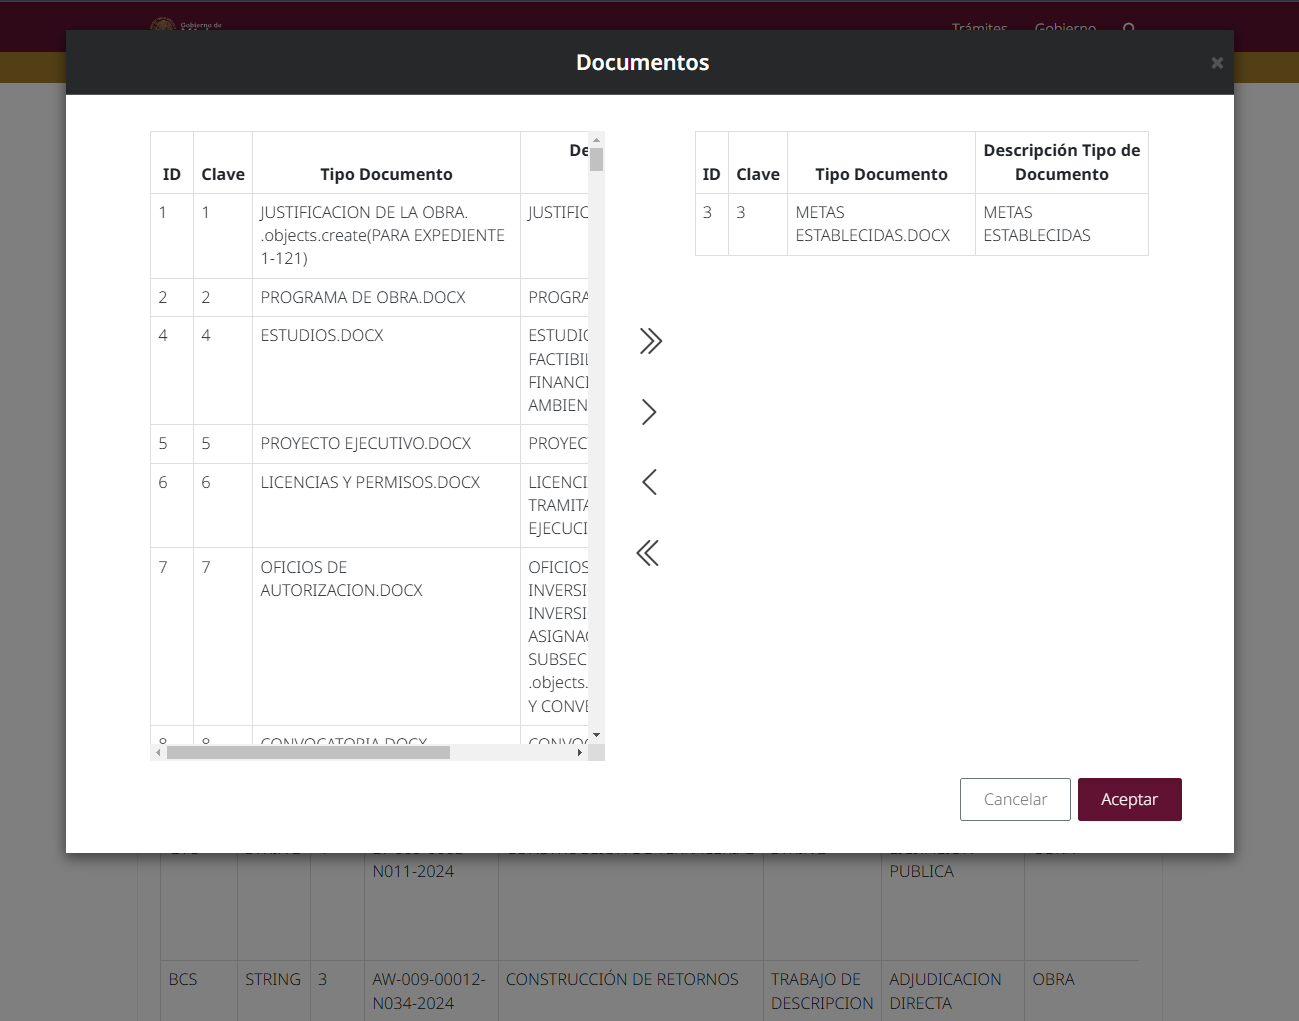 Gobierno de
Trámites Gobierno
Documentos ×
ID Clave Tipo Documento De
1 1 JUSTIFICACION DE LA OBRA. JUSTIFIC
.objects.create(PARA EXPEDIENTE
1-121)
2 2 PROGRAMA DE OBRA.DOCX PROGRA
4 4 ESTUDIOS.DOCX ESTUDIO
FACTIBIL
FINANCI
AMBIEN
5 5 PROYECTO EJECUTIVO.DOCX PROYEC
6 6 LICENCIAS Y PERMISOS.DOCX LICENCI
TRAMITA
EJECUCI
7 7 OFICIOS DE OFICIOS
AUTORIZACION.DOCX INVERSI
INVERSI
ASIGNAC
SUBSEC
.objects.
Y CONVE
8 8 CONVOCATORIA.DOCX CONVOC
Descripción Tipo de
ID Clave Tipo Documento Documento
3 3 METAS METAS
ESTABLECIDAS.DOCX ESTABLECIDAS
Cancelar Aceptar
N011-2024 PUBLICA
BCS STRING 3 AW-009-00012- CONSTRUCCIÓN DE RETORNOS TRABAJO DE ADJUDICACION OBRA
N034-2024 DESCRIPCION DIRECTA